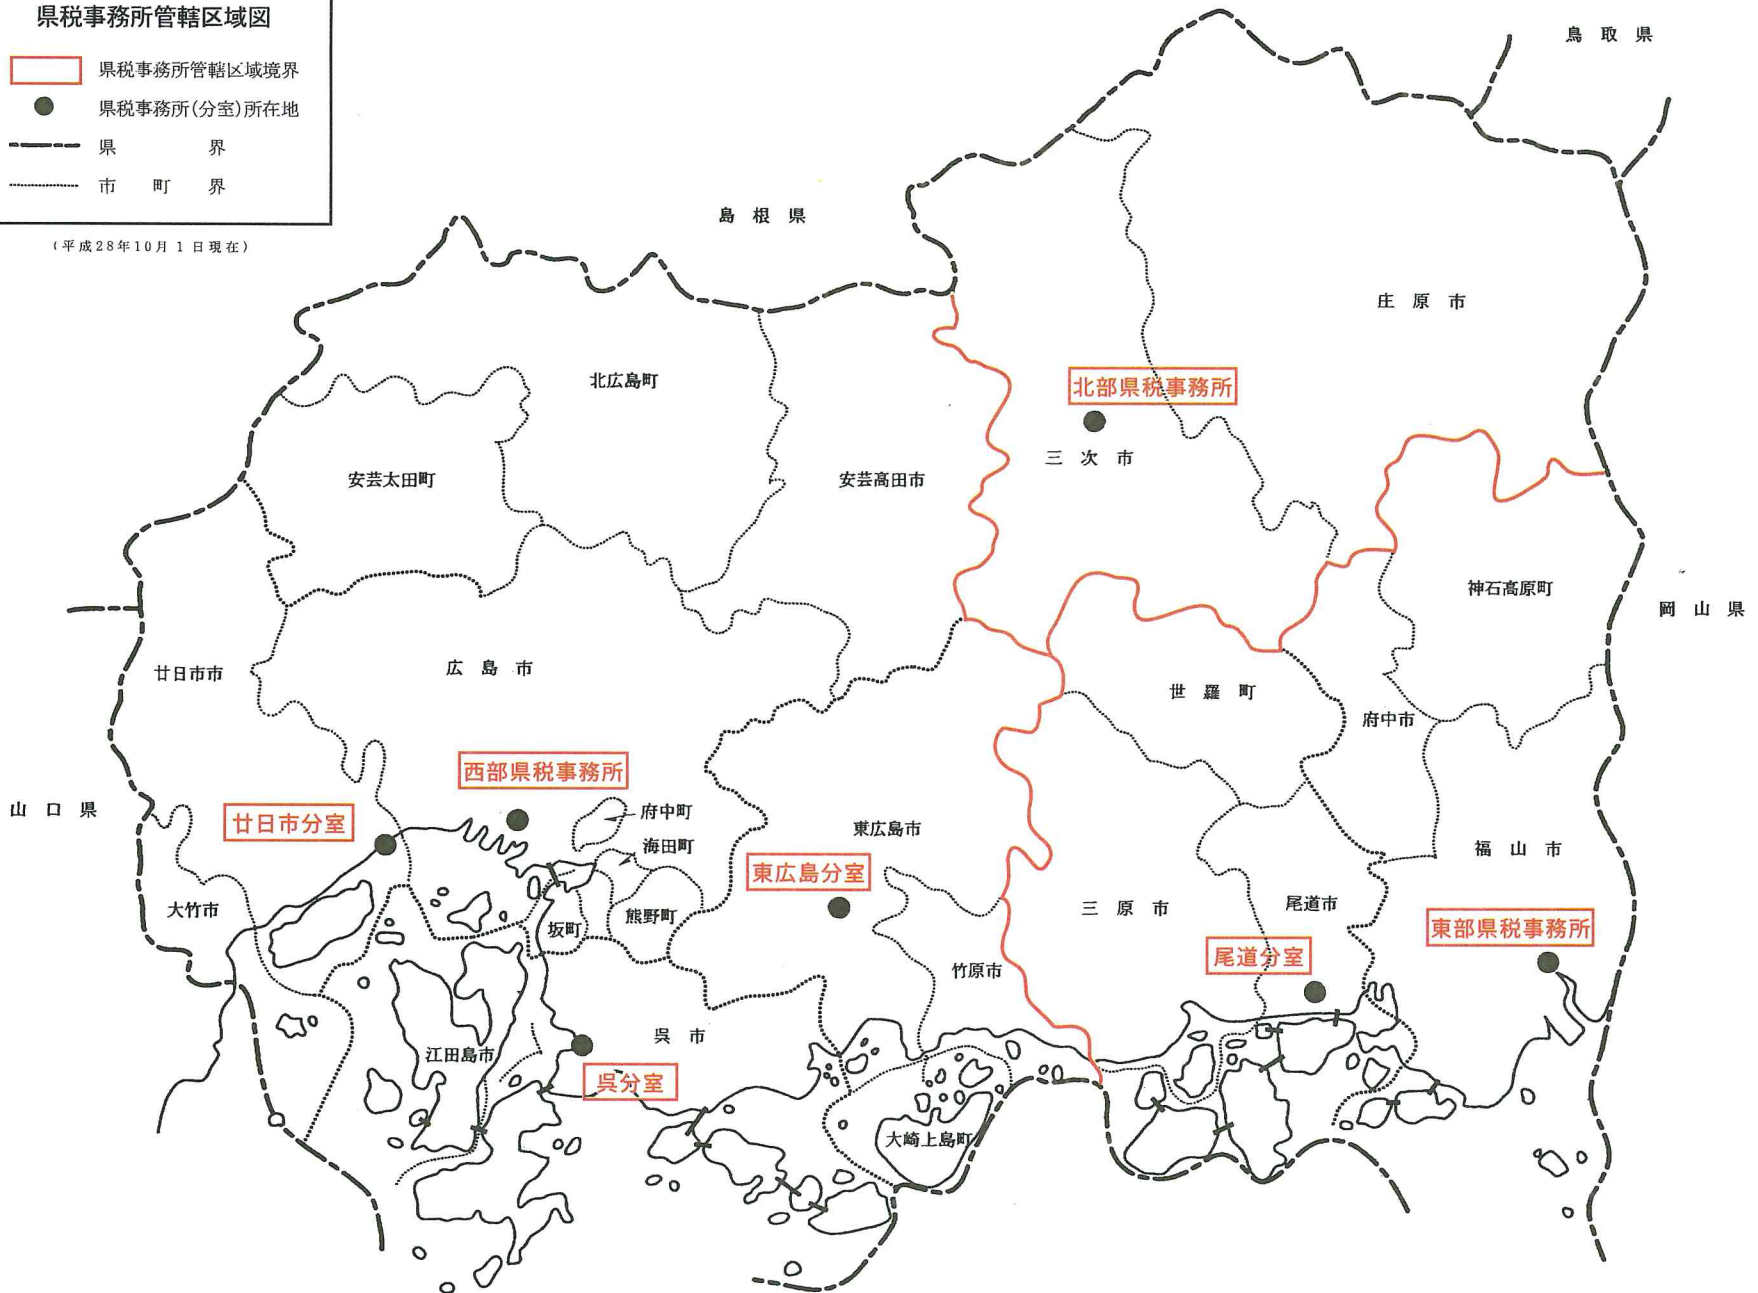 県税事務所管轄区域図
県税事務所管轄区域境界
県税事務所(分室)所在地
県界
市町界
(平成28年10月1日現在)
鳥取県
島根県
庄原市
北広島町
北部県税事務所
三次市
安芸太田町
安芸高田市
神石高原町
岡山県
廿日市市
広島市
世羅町
府中市
西部県税事務所
山口県
廿日市分室
府中町
海田町
東広島市
福山市
東広島分室
大竹市
坂町
熊野町
三原市
尾道市
東部県税事務所
尾道分室
竹原市
呉市
江田島市
呉分室
大崎上島町